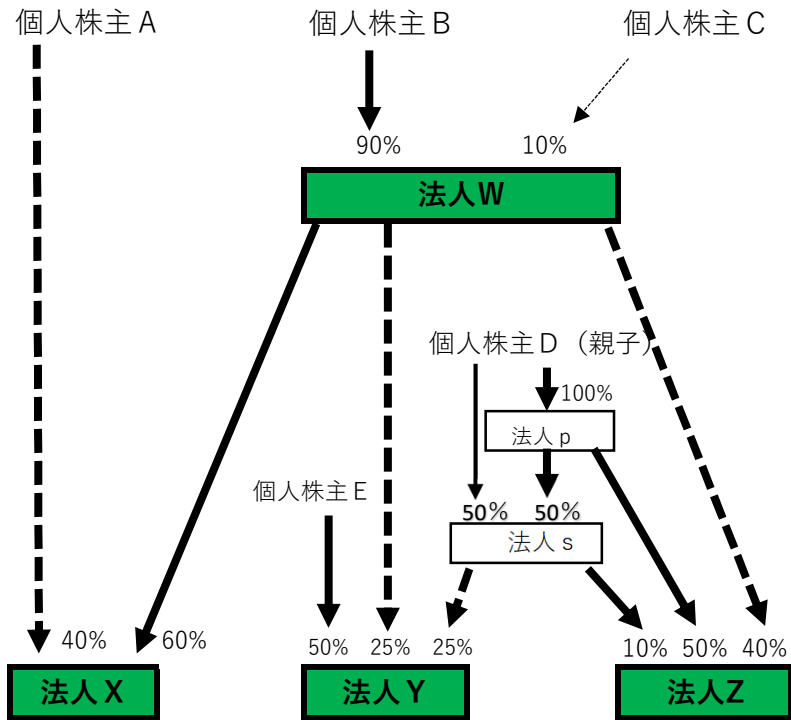 個人株主A 個人株主B 個人株主C
90% 10%
法人W
個人株主D（親子）
100%
法人p
個人株主E
50% 50%
法人s
40% 60% 50% 25% 25% 10% 50% 40%
法人X 法人Y 法人Z